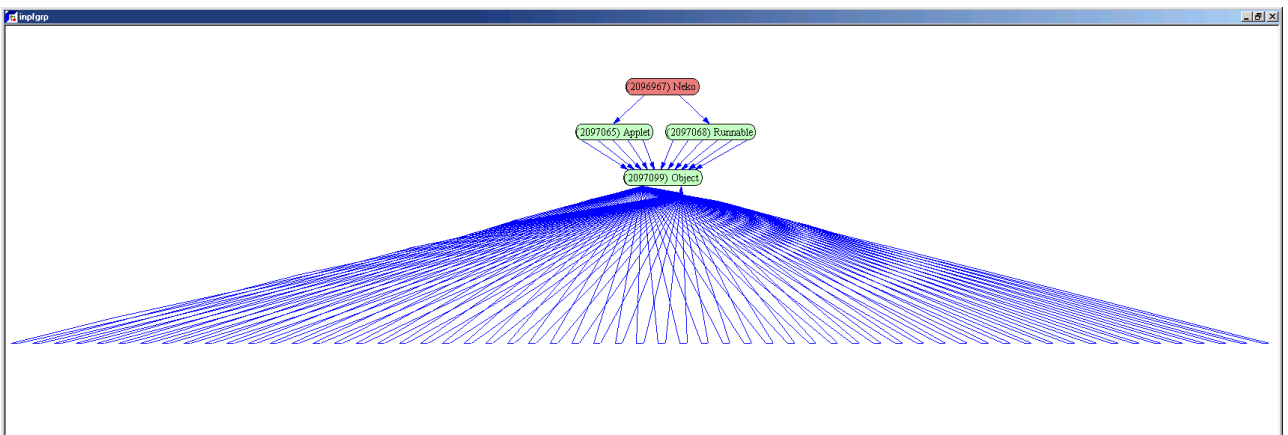 inpfgrp
(2096967) Neko
(2097065) Applet
(2097068) Runnable
(2097099) Object